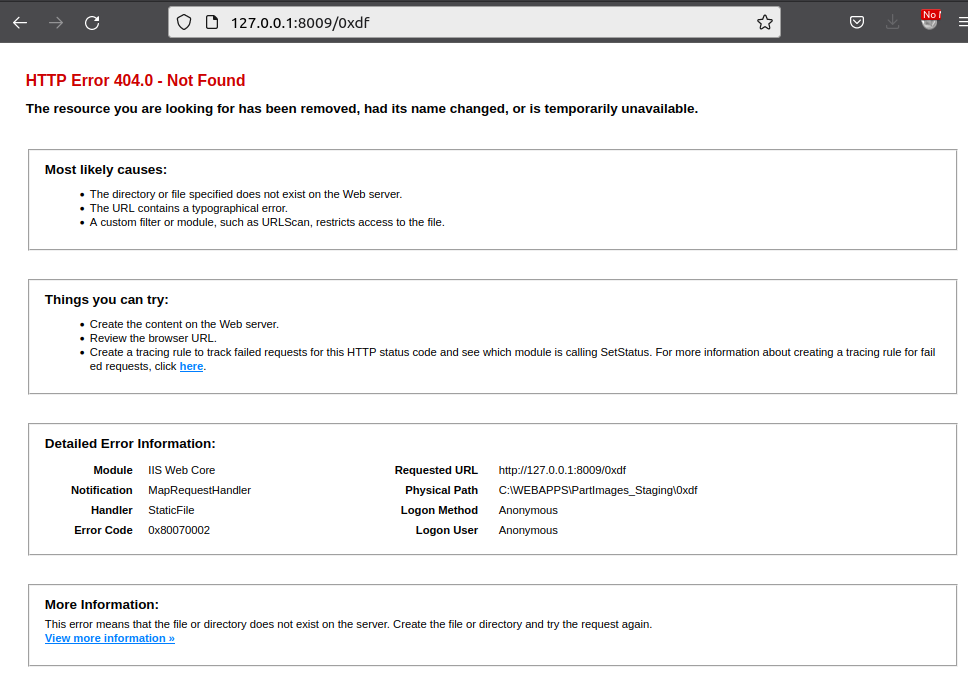 127.0.0.1:8009/0xdf
No
HTTP Error 404.0 - Not Found
The resource you are looking for has been removed, had its name changed, or is temporarily unavailable.
Most likely causes:
• The directory or file specified does not exist on the Web server.
• The URL contains a typographical error.
• A custom filter or module, such as URLScan, restricts access to the file.
Things you can try:
• Create the content on the Web server.
• Review the browser URL.
• Create a tracing rule to track failed requests for this HTTP status code and see which module is calling SetStatus. For more information about creating a tracing rule for fail
ed requests, click here.
Detailed Error Information:
Module IIS Web Core Requested URL http://127.0.0.1:8009/0xdf
Notification MapRequestHandler Physical Path C:\WEBAPPS\PartImages_Staging\0xdf
Handler StaticFile Logon Method Anonymous
Error Code 0x80070002 Logon User Anonymous
More Information:
This error means that the file or directory does not exist on the server. Create the file or directory and try the request again.
View more information »